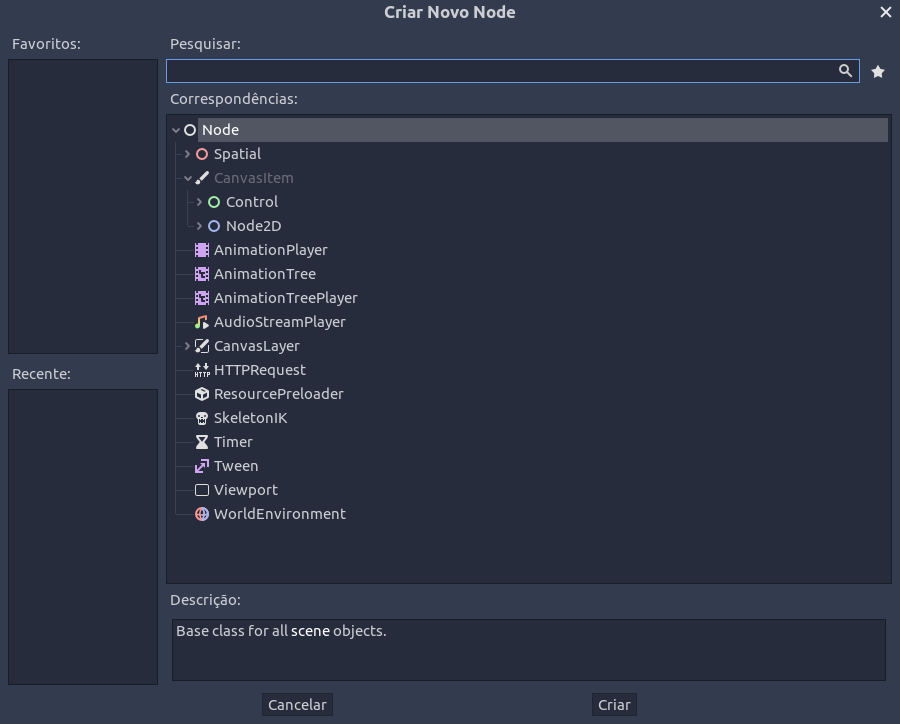 Criar Novo Node
Favoritos:
Pesquisar:
Correspondências:
Node
Spatial
CanvasItem
Control
Node2D
AnimationPlayer
AnimationTree
AnimationTreePlayer
AudioStreamPlayer
CanvasLayer
HTTP
HTTPRequest
ResourcePreloader
SkeletonIK
Timer
Tween
Viewport
WorldEnvironment
Recente:
Descrição:
Base class for all scene objects.
Cancelar
Criar